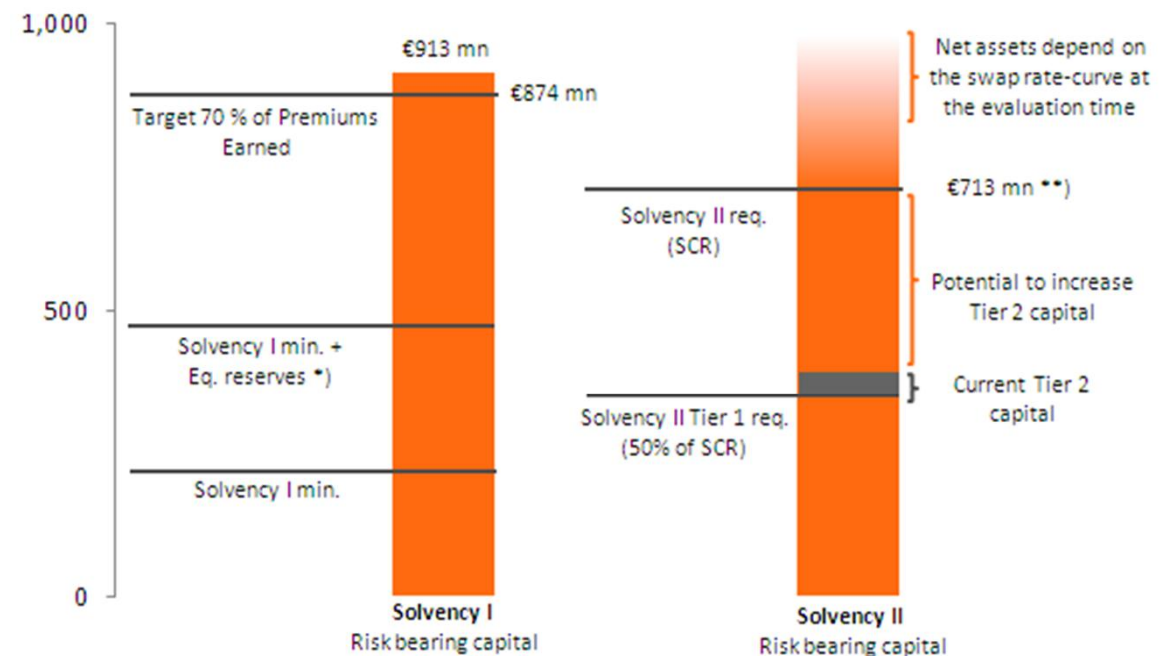 1,000
500
0
€913 mn
€874 mn
Target 70 % of Premiums
Earned
Solvency I min. +
Eq. reserves *)
Solvency I min.
Solvency I
Risk bearing capital
Net assets depend on
the swap rate-curve at
the evaluation time
€713 mn **)
Solvency II req.
(SCR)
Potential to increase
Tier 2 capital
Current Tier 2
capital
Solvency II Tier 1 req.
(50% of SCR)
Solvency II
Risk bearing capital